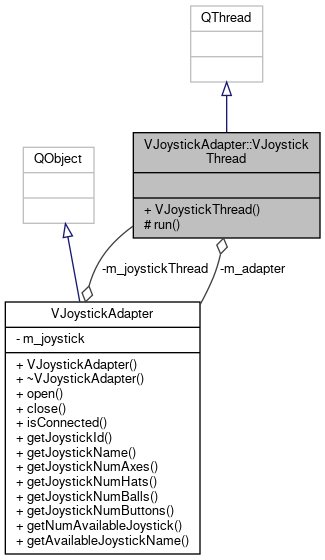 QThread
VJoystickAdapter::VJoystick
Thread
+ VJoystickThread()
# run()
QObject
-m_joystickThread
-m_adapter
VJoystickAdapter
- m_joystick
+ VJoystickAdapter()
+ ~VJoystickAdapter()
+ open()
+ close()
+ isConnected()
+ getJoystickId()
+ getJoystickName()
+ getJoystickNumAxes()
+ getJoystickNumHats()
+ getJoystickNumBalls()
+ getJoystickNumButtons()
+ getNumAvailableJoystick()
+ getAvailableJoystickName()